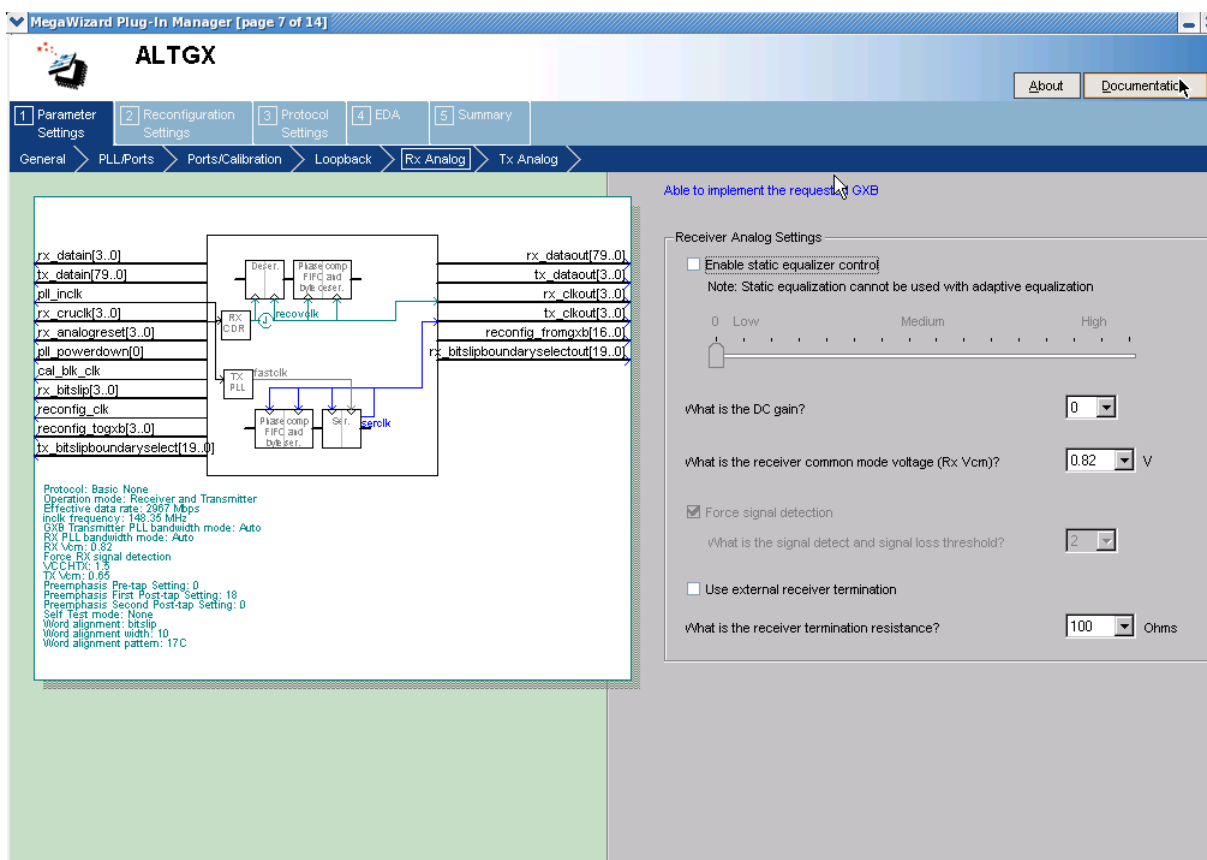 MegaWizard Plug-In Manager [page 7 of 14]
ALTGX
About
Documentatic
1 Parameter Settings
2 Reconfiguration Settings
3 Protocol Settings
4 EDA
5 Summary
General
PLL/Ports
Ports/Calibration
Loopback
Rx Analog
Tx Analog
rx_datain[3..0]
tx_datain[79..0]
pll_inclk
rx_cruclk[3..0]
rx_analogreset[3..0]
pll_powerdown[0]
cal_blk_clk
rx_bitslip[3..0]
reconfig_clk
reconfig_togxb[3..0]
tx_bitslipboundaryselect[19..0]
Deser.
Phase comp
FIFO and
byte deser.
RX
CDR
recovclk
TX
PLL
fastclk
Phase comp
FIFO and
byte ser.
Ser.
serclk
rx_dataout[79..0]
tx_dataout[3..0]
rx_clkout[3..0]
tx_clkout[3..0]
reconfig_fromgxb[16..0]
rx_bitslipboundaryselectout[19..0]
Protocol: Basic None
Operation mode: Receiver and Transmitter
Effective data rate: 2967 Mbps
inclk frequency: 148.35 MHz
GXB Transmitter PLL bandwidth mode: Auto
RX PLL bandwidth mode: Auto
RX Vcm: 0.82
Force RX signal detection
VCCHTX: 1.5
TX Vcm: 0.65
Preemphasis Pre-tap Setting: 0
Preemphasis First Post-tap Setting: 18
Preemphasis Second Post-tap Setting: 0
Self Test mode: None
Word alignment: bitslip
Word alignment width: 10
Word alignment pattern: 17C
Able to implement the requested GXB
Receiver Analog Settings
Enable static equalizer control
Note: Static equalization cannot be used with adaptive equalization
0 Low Medium High
What is the DC gain? 0
What is the receiver common mode voltage (Rx Vcm)? 0.82 V
Force signal detection
What is the signal detect and signal loss threshold? 2
Use external receiver termination
What is the receiver termination resistance? 100 Ohms